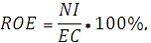 ROE = NI/EC • 100%,